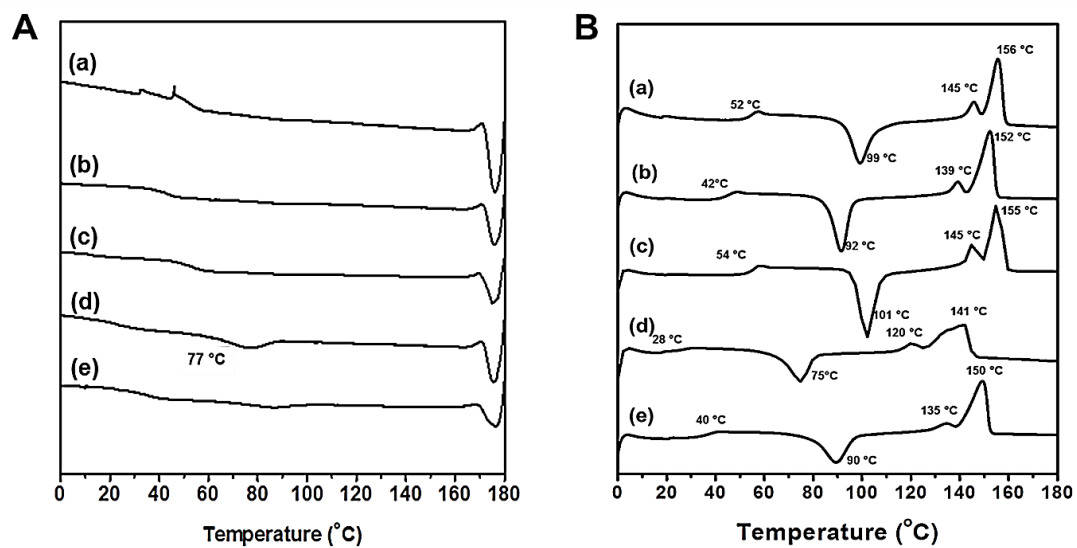 A
(a)
(b)
(c)
(d)
77 °C
(e)
0 20 40 60 80 100 120 140 160 180
Temperature (°C)
B
(a)
52 °C
99 °C
145 °C
156 °C
(b)
42°C
92 °C
139 °C
152 °C
(c)
54 °C
101 °C
145 °C
155 °C
(d)
28 °C
75°C
120 °C
141 °C
(e)
40 °C
90 °C
135 °C
150 °C
0 20 40 60 80 100 120 140 160 180
Temperature (°C)